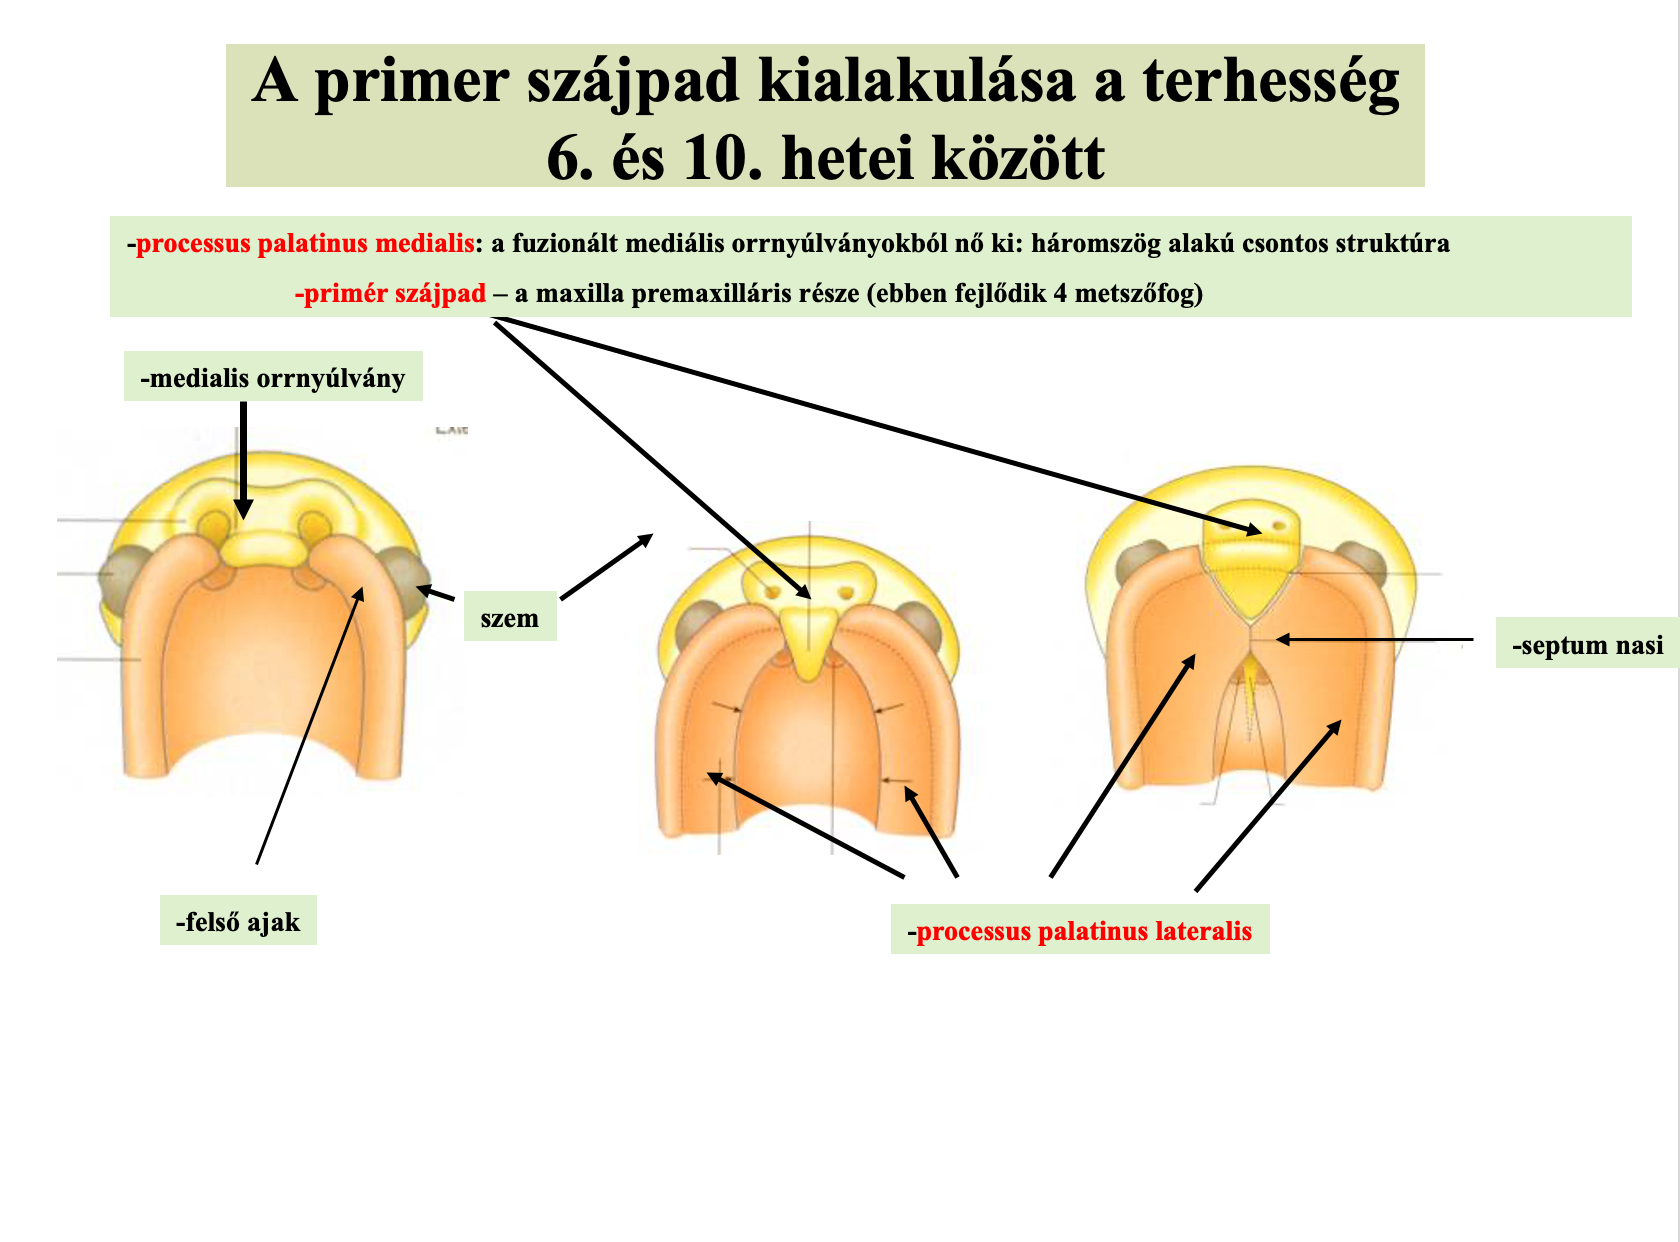 A primer szájpad kialakulása a terhesség
6. és 10. hetei között
-processus palatinus medialis: a fuzionált mediális orrnyúlványokból nő ki: háromszög alakú csontos struktúra
-primér szájpad – a maxilla premaxilláris része (ebben fejlődik 4 metszőfog)
-medialis orrnyúlvány
szem
-septum nasi
-felső ajak
-processus palatinus lateralis